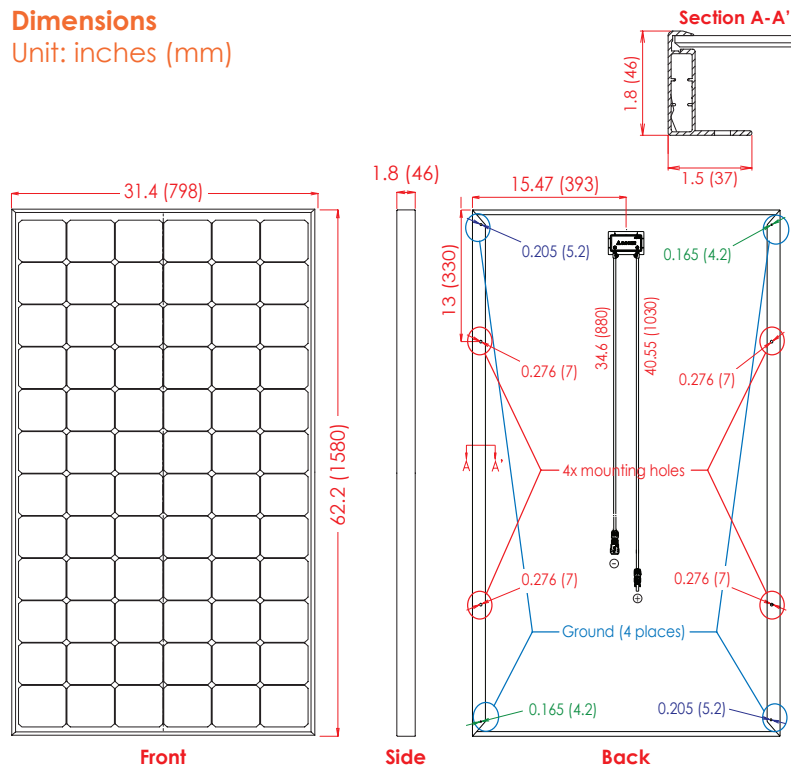 Dimensions
Unit: inches (mm)
Section A-A'
1.8 (46)
1.5 (37)
31.4 (798)
1.8 (46)
15.47 (393)
0.205 (5.2)
0.165 (4.2)
13 (330)
34.6 (880)
40.55 (1030)
0.276 (7)
0.276 (7)
A
A'
4x mounting holes
62.2 (1580)
-
+
0.276 (7)
0.276 (7)
Ground (4 places)
0.165 (4.2)
0.205 (5.2)
Front
Side
Back